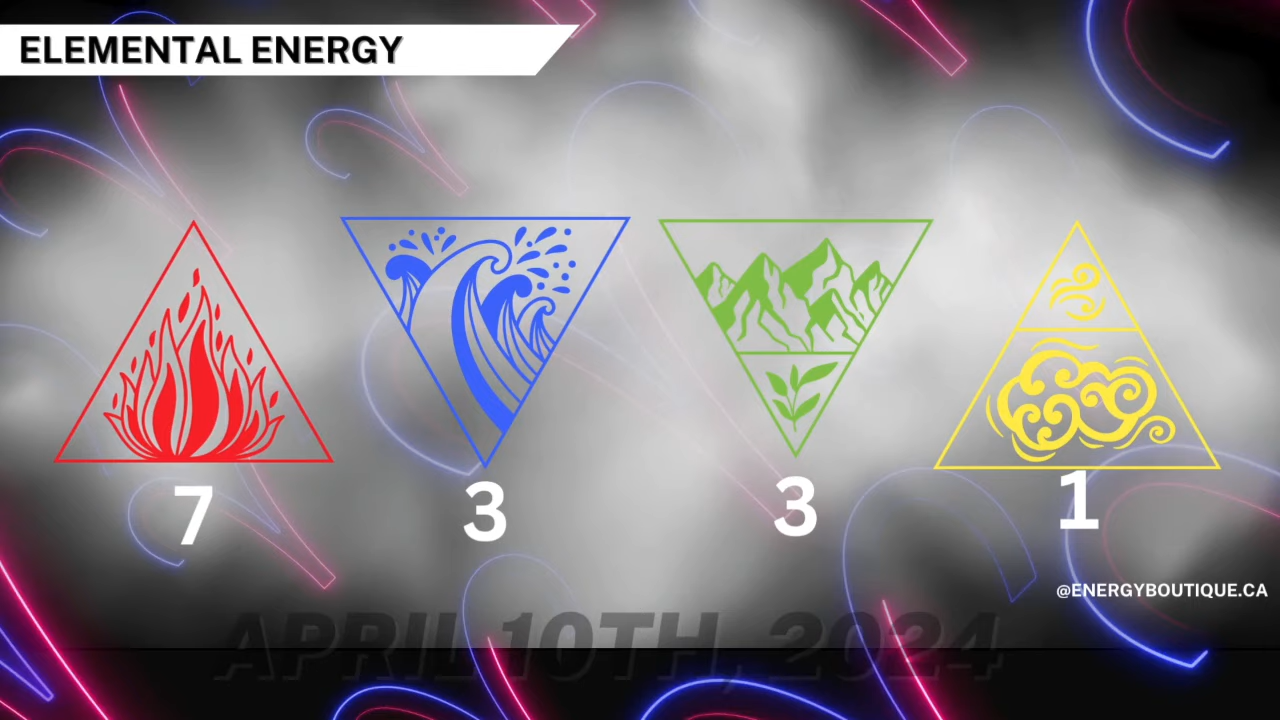 ELEMENTAL ENERGY
7
3
3
1
@ENERGYBOUTIQUE.CA
APRIL 10TH, 2024